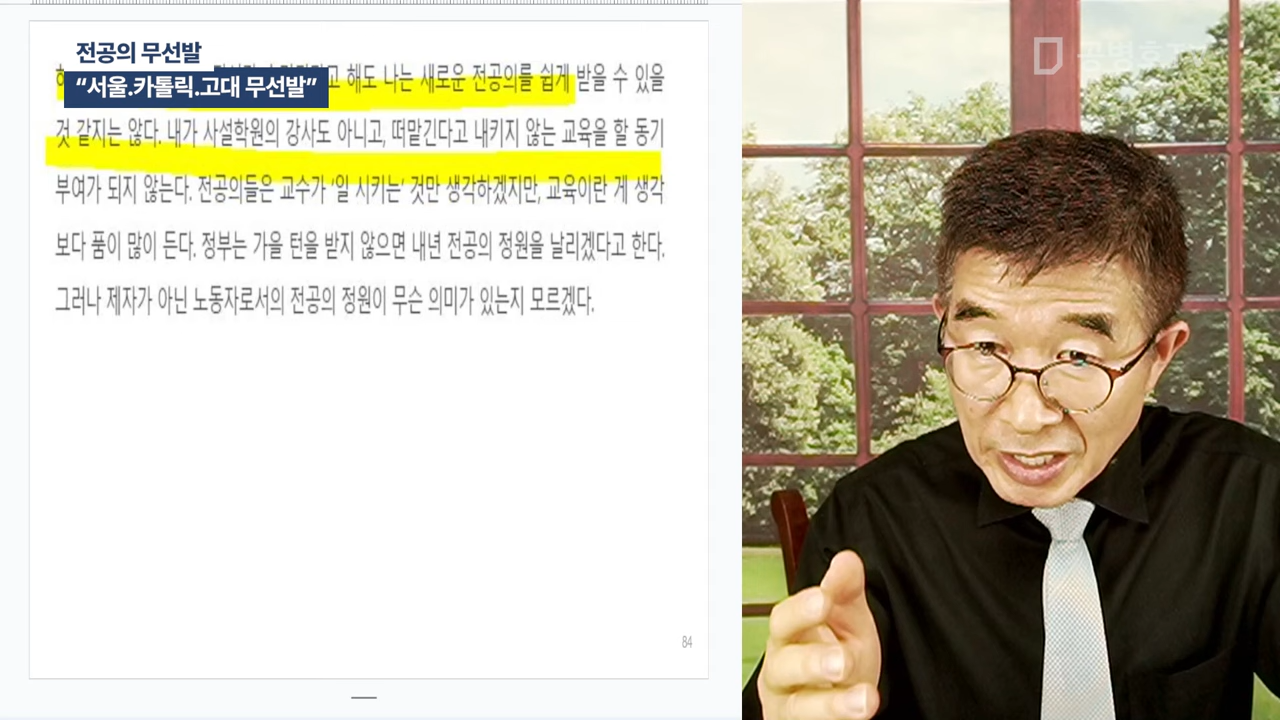 전공의 무선발
“서울.카톨릭.고대 무선발”
해도 나는 새로운 전공의를 쉽게 받을 수 있을
것 같지는 않다. 내가 사설학원의 강사도 아니고, 떠맡긴다고 내키지 않는 교육을 할 동기
부여가 되지 않는다. 전공의들은 교수가 ‘일 시키는’ 것만 생각하겠지만, 교육이란 게 생각
보다 품이 많이 든다. 정부는 가을 턴을 받지 않으면 내년 전공의 정원을 날리겠다고 한다.
그러나 제자가 아닌 노동자로서의 전공의 정원이 무슨 의미가 있는지 모르겠다.
84